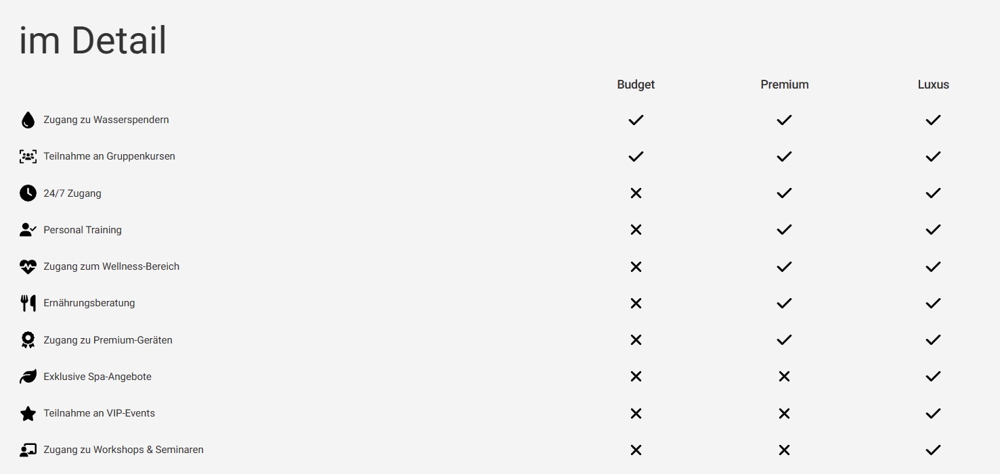 im Detail
Budget Premium Luxus
Zugang zu Wasserspendern
Teilnahme an Gruppenkursen
24/7 Zugang
Personal Training
Zugang zum Wellness-Bereich
Ernährungsberatung
Zugang zu Premium-Geräten
Exklusive Spa-Angebote
Teilnahme an VIP-Events
Zugang zu Workshops & Seminaren